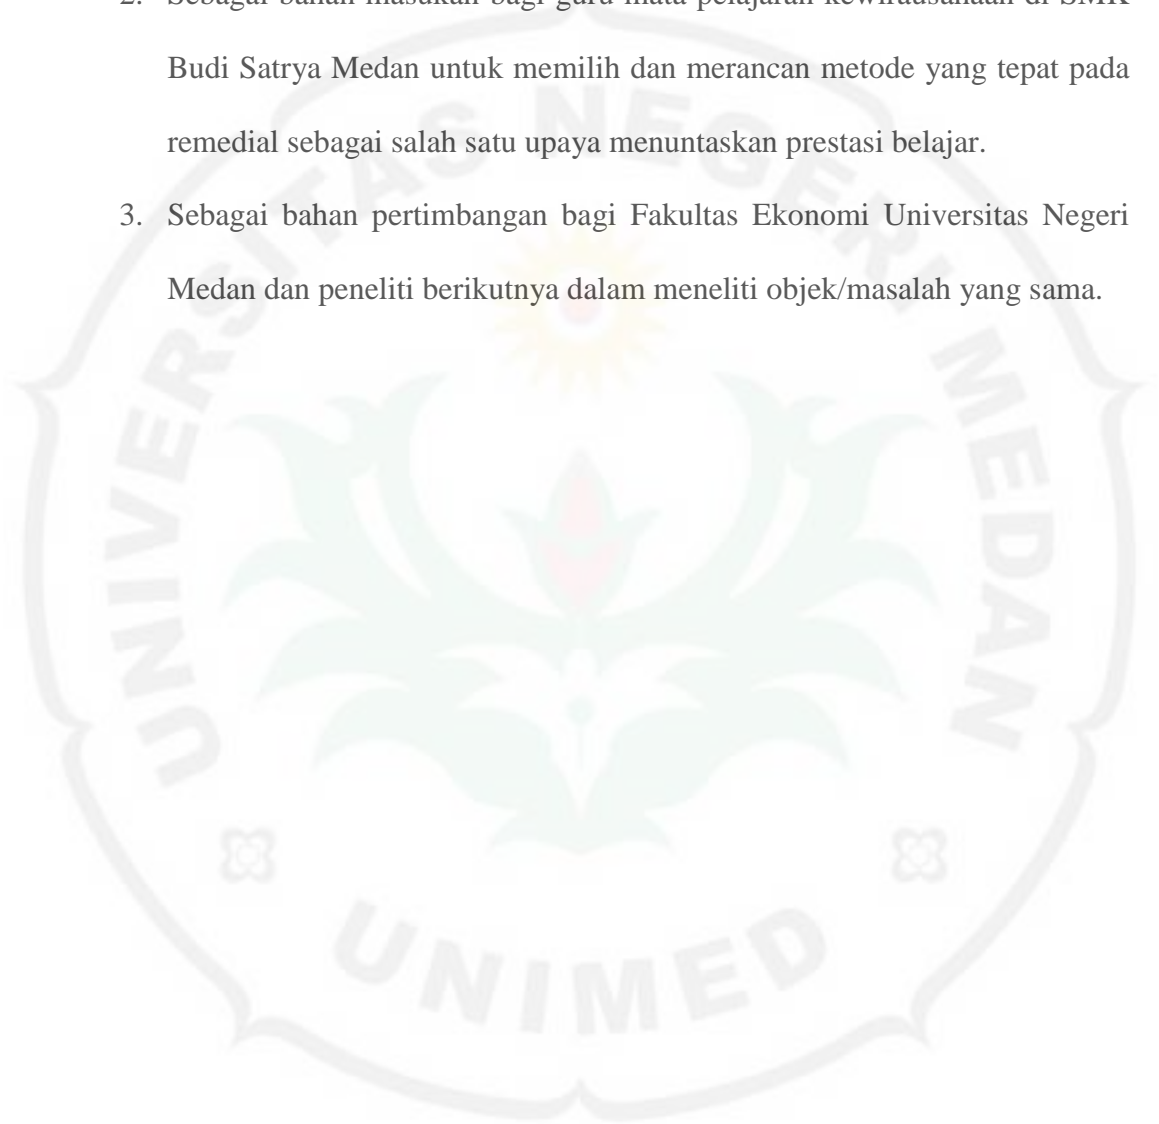 2. Sebagai bahan masukan bagi guru mata pelajaran kewirausahaan di SMK
Budi Satrya Medan untuk memilih dan merancan metode yang tepat pada
remedial sebagai salah satu upaya menuntaskan prestasi belajar.
3. Sebagai bahan pertimbangan bagi Fakultas Ekonomi Universitas Negeri
Medan dan peneliti berikutnya dalam meneliti objek/masalah yang sama.
UNIVERSITAS NEGERI MEDAN
UNIMED